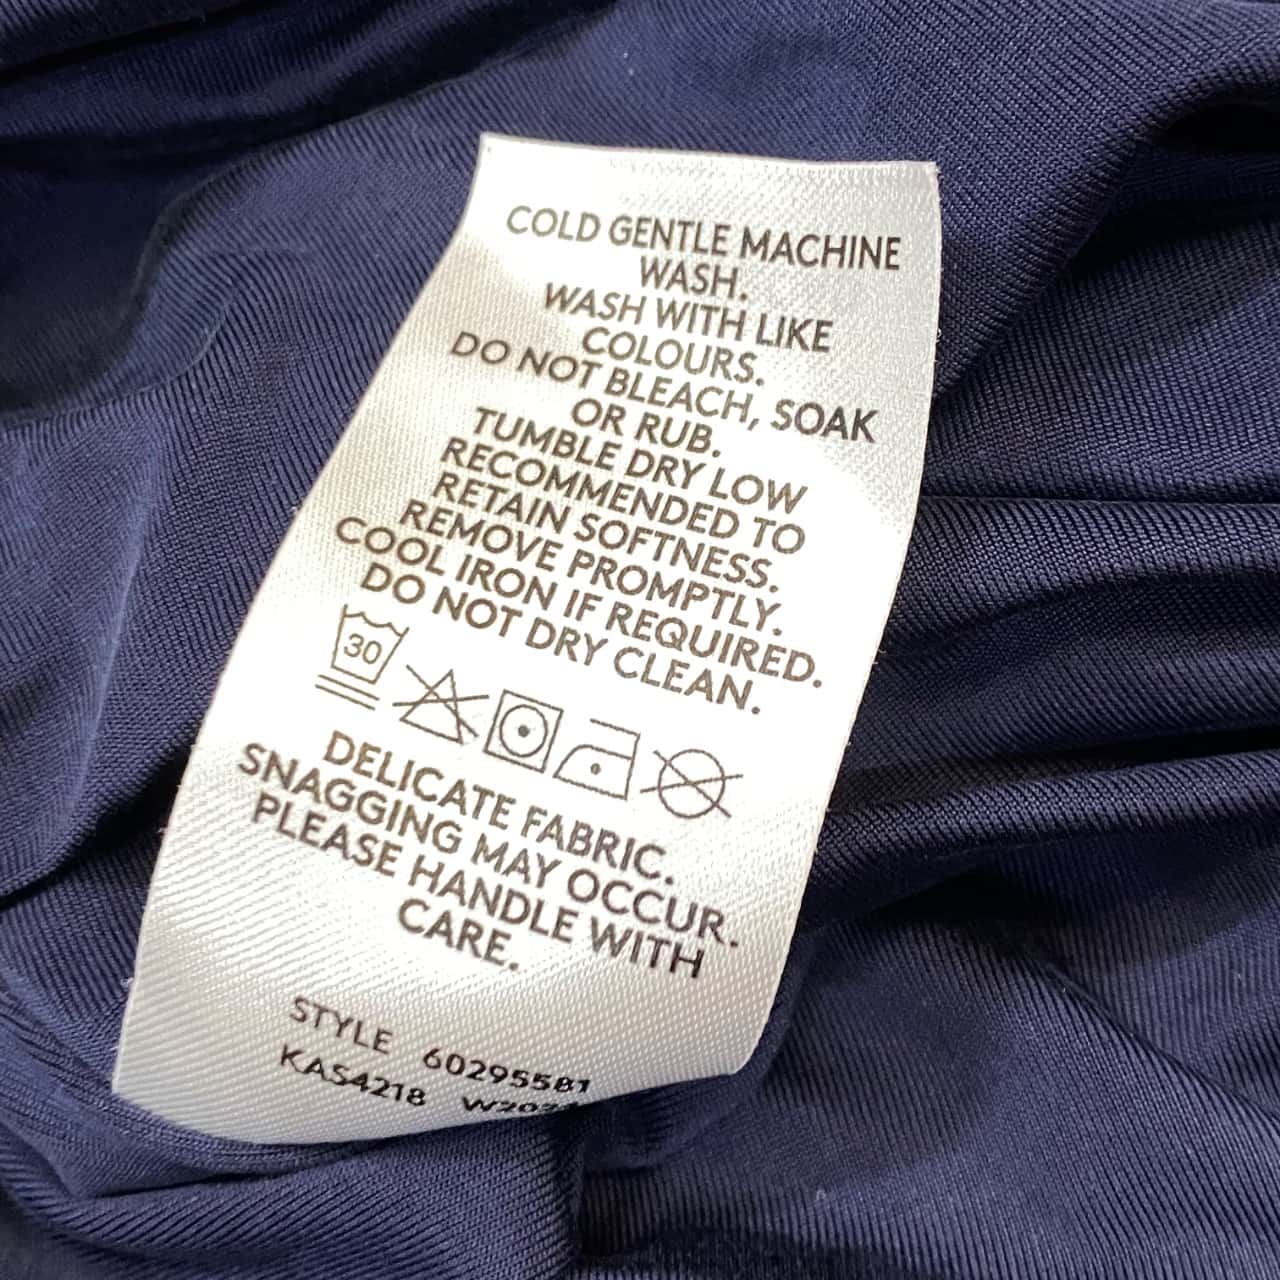 COLD GENTLE MACHINE
WASH.
WASH WITH LIKE
COLOURS.
DO NOT BLEACH, SOAK
OR RUB.
TUMBLE DRY LOW
RECOMMENDED TO
RETAIN SOFTNESS.
REMOVE PROMPTLY.
COOL IRON IF REQUIRED.
DO NOT DRY CLEAN.
30
DELICATE FABRIC.
SNAGGING MAY OCCUR.
PLEASE HANDLE WITH
CARE.
STYLE 60295581
KAS4218